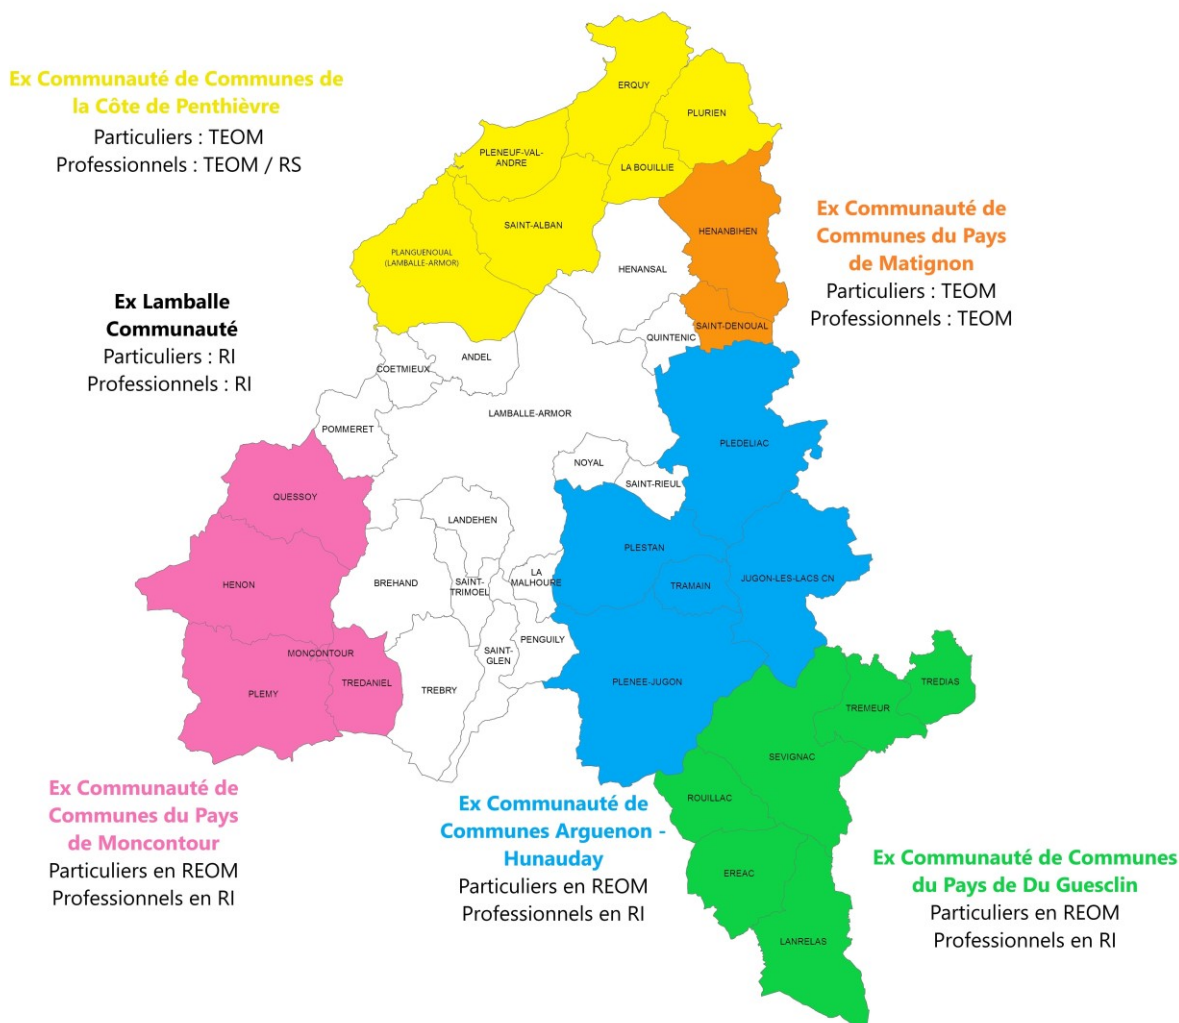 Ex Communauté de Communes de
la Côte de Penthièvre
Particuliers : TEOM
Professionnels : TEOM / RS
ERQUY
PLURIEN
PLENEUF-VAL-
ANDRE
LA BOUILLIE
SAINT-ALBAN
PLANGUENOUAL
(LAMBALLE-ARMOR)
HENANBIHEN
Ex Communauté de
Communes du Pays
de Matignon
Particuliers : TEOM
Professionnels : TEOM
HENANSAL
SAINT-DENOUAL
QUINTENIC
Ex Lamballe
Communauté
Particuliers : RI
Professionnels : RI
ANDEL
COETMIEUX
LAMBALLE-ARMOR
POMMERET
PLEDELIAC
NOYAL
SAINT-RIEUL
QUESSOY
LANDEHEN
PLESTAN
HENON
BREHAND
SAINT-
TRIMOEL
LA
MALHOURE
TRAMAIN
JUGON-LES-LACS CN
PENGUILY
SAINT-
GLEN
MONCONTOUR
TREDANIEL
PLEMY
TREBRY
PLENEE-JUGON
TREDIAS
TREMEUR
SEVIGNAC
ROUILLAC
EREAC
LANRELAS
Ex Communauté de
Communes du Pays
de Moncontour
Particuliers en REOM
Professionnels en RI
Ex Communauté de
Communes Arguenon -
Hunauday
Particuliers en REOM
Professionnels en RI
Ex Communauté de Communes
du Pays de Du Guesclin
Particuliers en REOM
Professionnels en RI